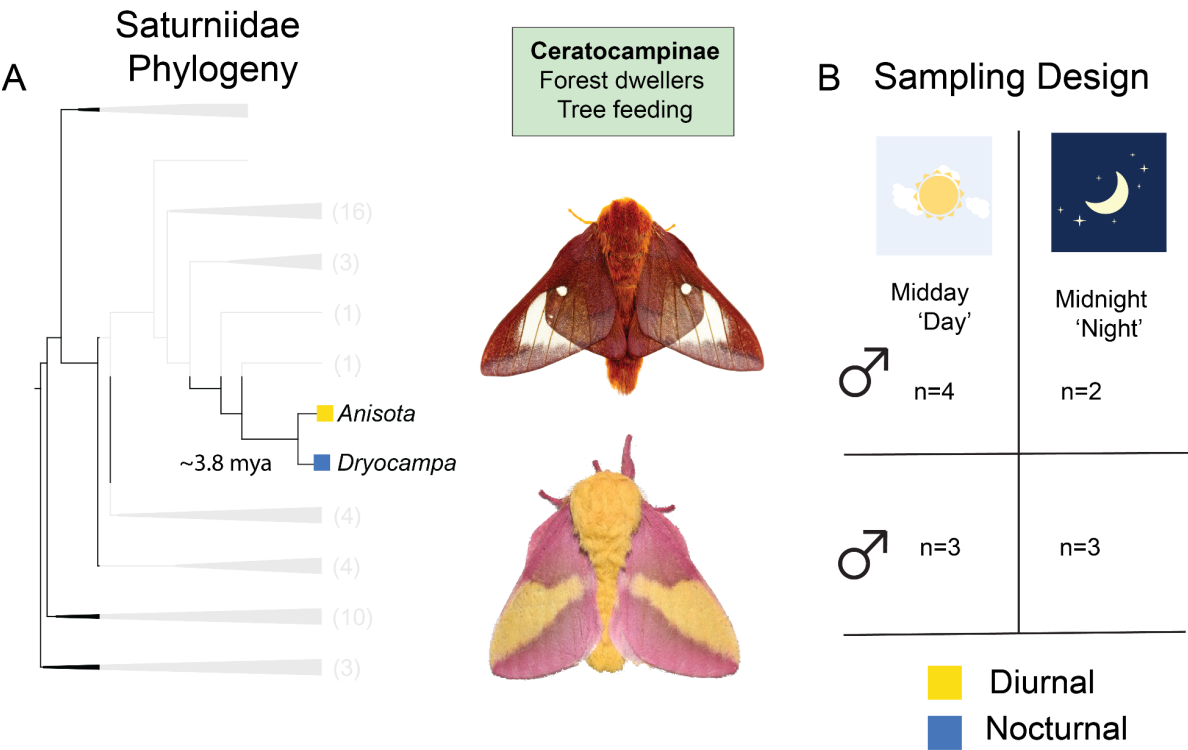 Saturniidae
Phylogeny
A
Ceratocampinae
Forest dwellers
Tree feeding
(16)
(3)
(1)
(1)
Anisota
~3.8 mya
Dryocampa
(4)
(4)
(10)
(3)
B
Sampling Design
Midday
‘Day’
Midnight
‘Night’
♂
n=4
n=2
♂
n=3
n=3
Diurnal
Nocturnal